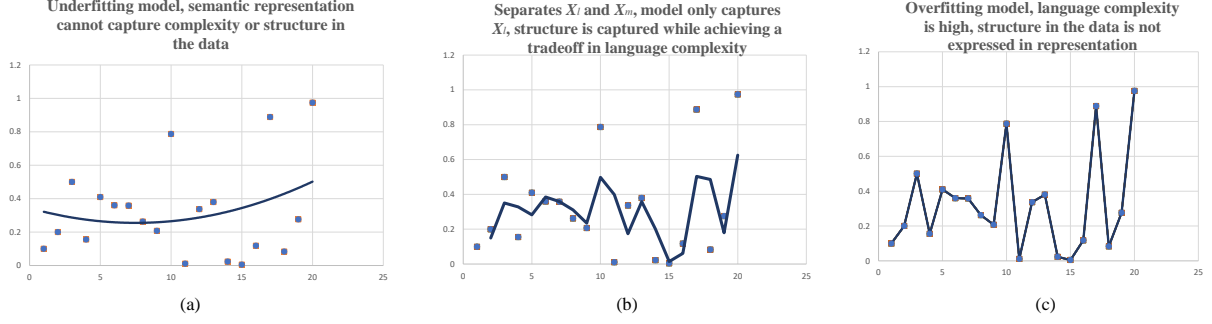 Underfitting model, semantic representation
cannot capture complexity or structure in
the data
1.2
1
0.8
0.6
0.4
0.2
0
0 5 10 15 20 25
(a)
Separates Xl and Xm, model only captures
Xl, structure is captured while achieving a
tradeoff in language complexity
1.2
1
0.8
0.6
0.4
0.2
0
0 5 10 15 20 25
(b)
Overfitting model, language complexity
is high, structure in the data is not
expressed in representation
1.2
1
0.8
0.6
0.4
0.2
0
0 5 10 15 20 25
(c)